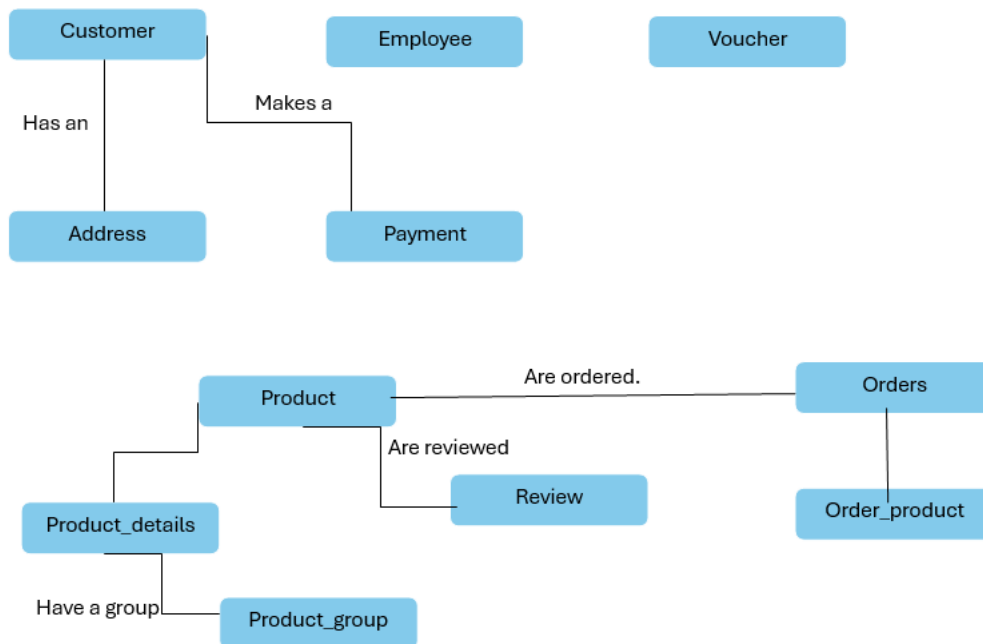 Customer
Employee
Voucher
Has an
Makes a
Address
Payment
Product
Are ordered.
Orders
Are reviewed
Review
Product_details
Order_product
Have a group
Product_group